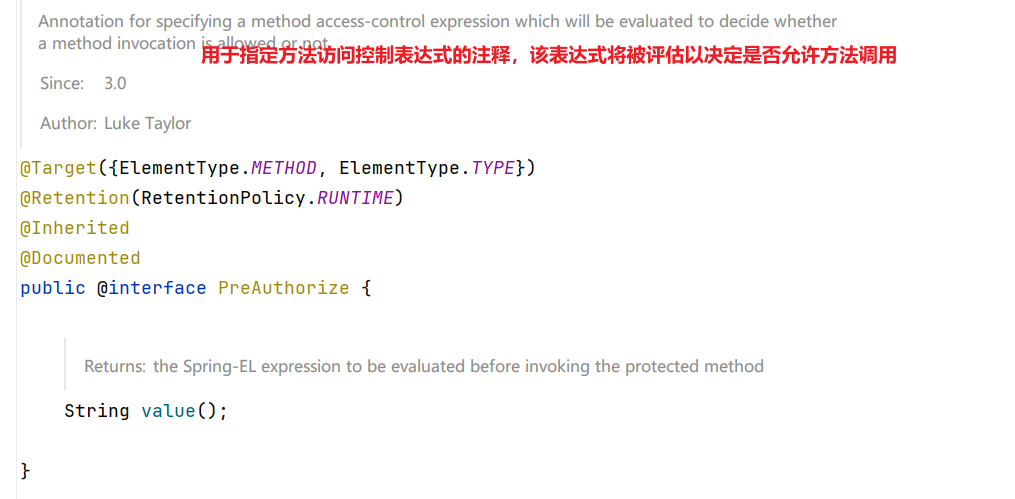 Annotation for specifying a method access-control expression which will be evaluated to decide whether
a method invocation is allowed or not.
用于指定方法访问控制表达式的注释，该表达式将被评估以决定是否允许方法调用
Since: 3.0
Author: Luke Taylor
@Target({ElementType.METHOD, ElementType.TYPE})
@Retention(RetentionPolicy.RUNTIME)
@Inherited
@Documented
public @interface PreAuthorize {
Returns: the Spring-EL expression to be evaluated before invoking the protected method
String value();
}